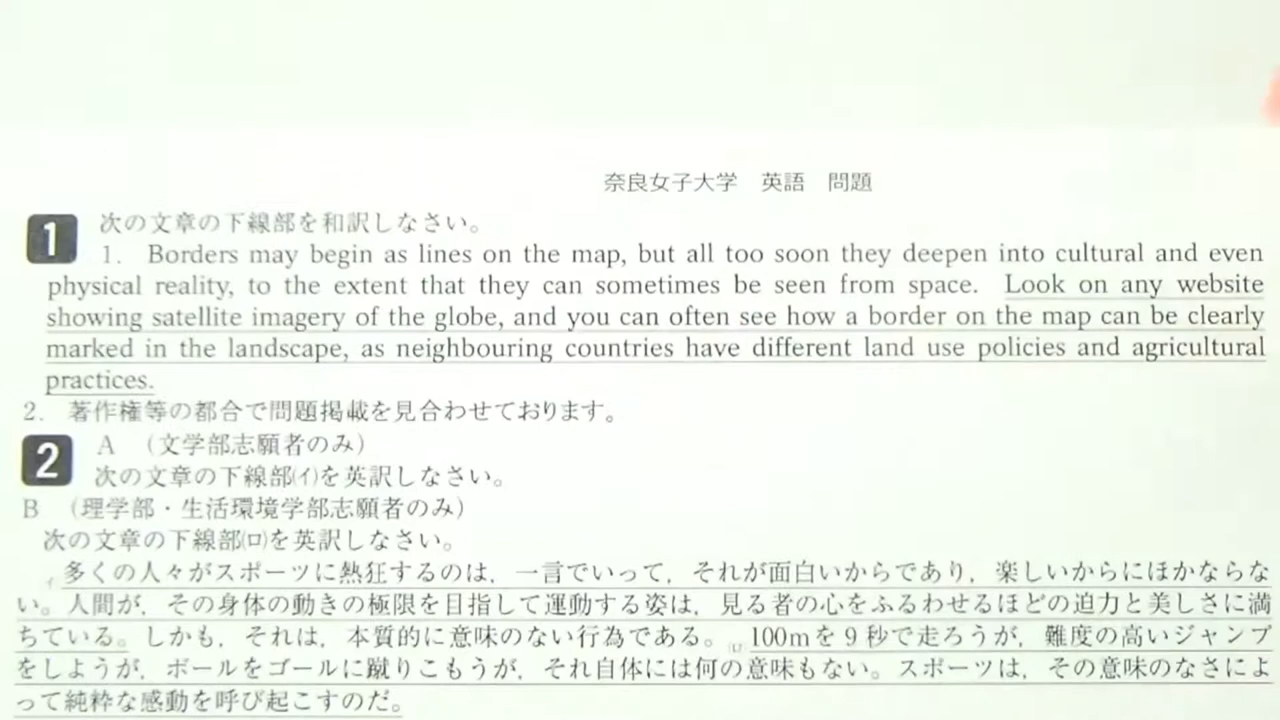 奈良女子大学 英語 問題
1 次の文章の下線部を和訳しなさい。
1. Borders may begin as lines on the map, but all too soon they deepen into cultural and even
physical reality, to the extent that they can sometimes be seen from space. Look on any website
showing satellite imagery of the globe, and you can often see how a border on the map can be clearly
marked in the landscape, as neighbouring countries have different land use policies and agricultural
practices.
2. 著作権等の都合で問題掲載を見合わせております。
2 A (文学部志願者のみ)
次の文章の下線部(イ)を英訳しなさい。
B (理学部・生活環境学部志願者のみ)
次の文章の下線部(ロ)を英訳しなさい。
イ 多くの人々がスポーツに熱狂するのは,一言でいって,それが面白いからであり,楽しいからにほかならな
い。人間が,その身体の動きの極限を目指して運動する姿は,見る者の心をふるわせるほどの迫力と美しさに満
ちている。しかも,それは,本質的に意味のない行為である。(ロ) 100mを9秒で走ろうが,難度の高いジャンプ
をしようが,ボールをゴールに蹴りこもうが,それ自体には何の意味もない。スポーツは,その意味のなさによ
って純粋な感動を呼び起こすのだ。